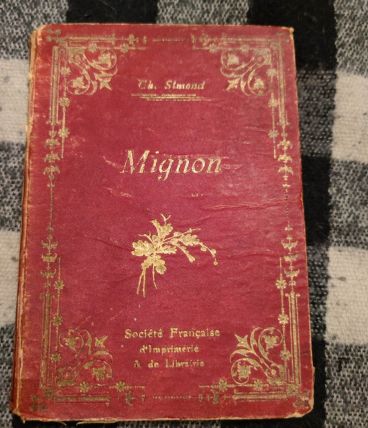 Ch. Simond
Mignon
Société Française
d'Imprimerie
& de Librairie